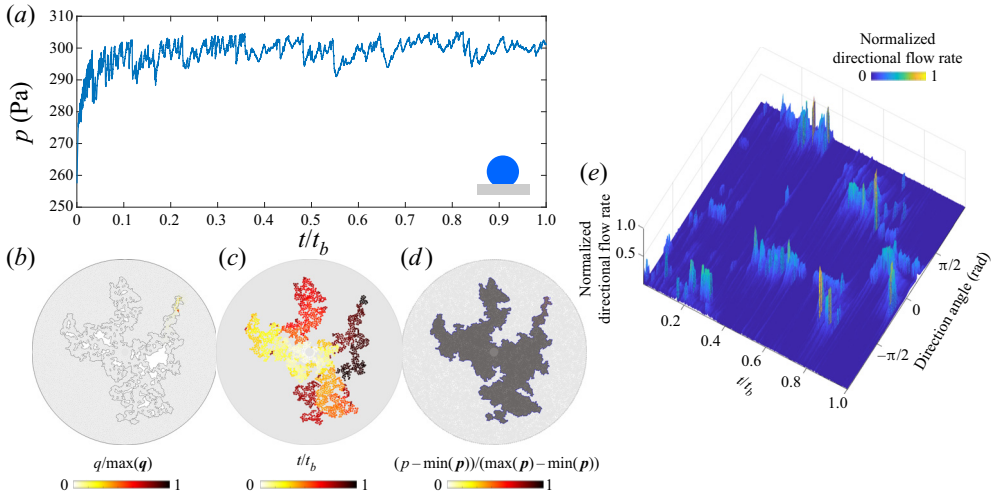 (a)
310
300
290
280
270
260
250
p (Pa)
0
0.1
0.2
0.3
0.4
0.5
0.6
0.7
0.8
0.9
1.0
t/t_b
(b)
(c)
(d)
q/max(q)
0
1
t/t_b
0
1
(p – min(p))/(max(p) – min(p))
0
1
(e)
Normalized
directional flow rate
0
1
Normalized
directional flow rate
1.0
0.5
0.2
0.4
0.6
0.8
1.0
t/t_b
−π/2
0
π/2
Direction angle (rad)